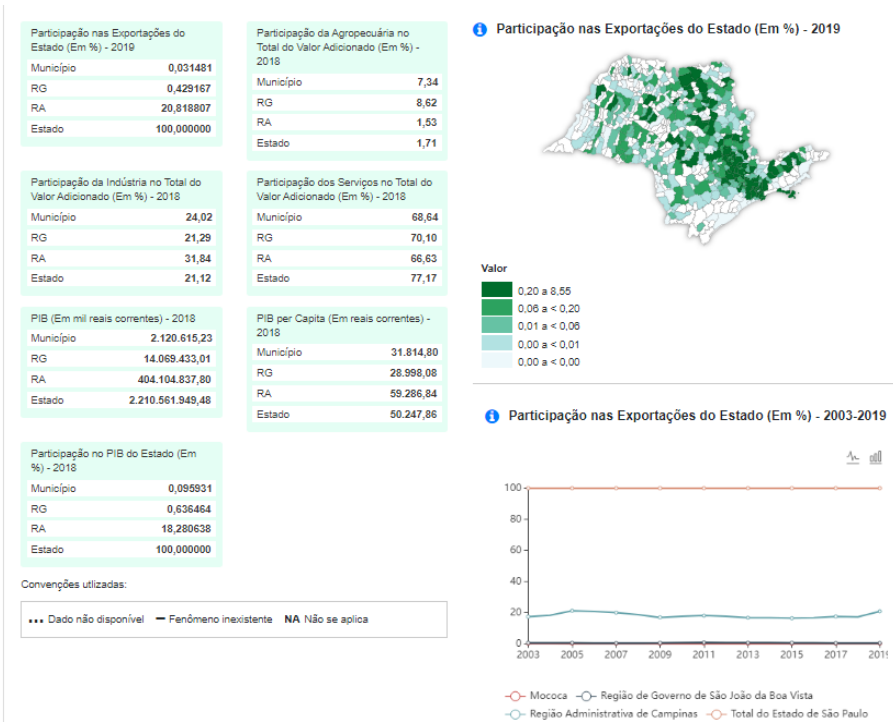 Participação nas Exportações do
Estado (Em %) - 2019
Município 0,031481
RG 0,429167
RA 20,818807
Estado 100,000000
Participação da Agropecuária no
Total do Valor Adicionado (Em %) -
2018
Município 7,34
RG 8,62
RA 1,53
Estado 1,71
Participação da Indústria no Total do
Valor Adicionado (Em %) - 2018
Município 24,02
RG 21,29
RA 31,84
Estado 21,12
Participação dos Serviços no Total do
Valor Adicionado (Em %) - 2018
Município 68,64
RG 70,10
RA 66,63
Estado 77,17
PIB (Em mil reais correntes) - 2018
Município 2.120.615,23
RG 14.069.433,01
RA 404.104.837,80
Estado 2.210.561.949,48
PIB per Capita (Em reais correntes) -
2018
Município 31.814,80
RG 28.998,08
RA 59.286,84
Estado 50.247,86
Participação no PIB do Estado (Em
%) - 2018
Município 0,095931
RG 0,636464
RA 18,280638
Estado 100,000000
Convenções utlizadas:
... Dado não disponível — Fenômeno inexistente NA Não se aplica
Participação nas Exportações do Estado (Em %) - 2019
Valor
0,20 a 8,55
0,06 a < 0,20
0,01 a < 0,06
0,00 a < 0,01
0,00 a < 0,00
Participação nas Exportações do Estado (Em %) - 2003-2019
100
80
60
40
20
0
2003 2005 2007 2009 2011 2013 2015 2017 2019
Mococa Região de Governo de São João da Boa Vista
Região Administrativa de Campinas Total do Estado de São Paulo